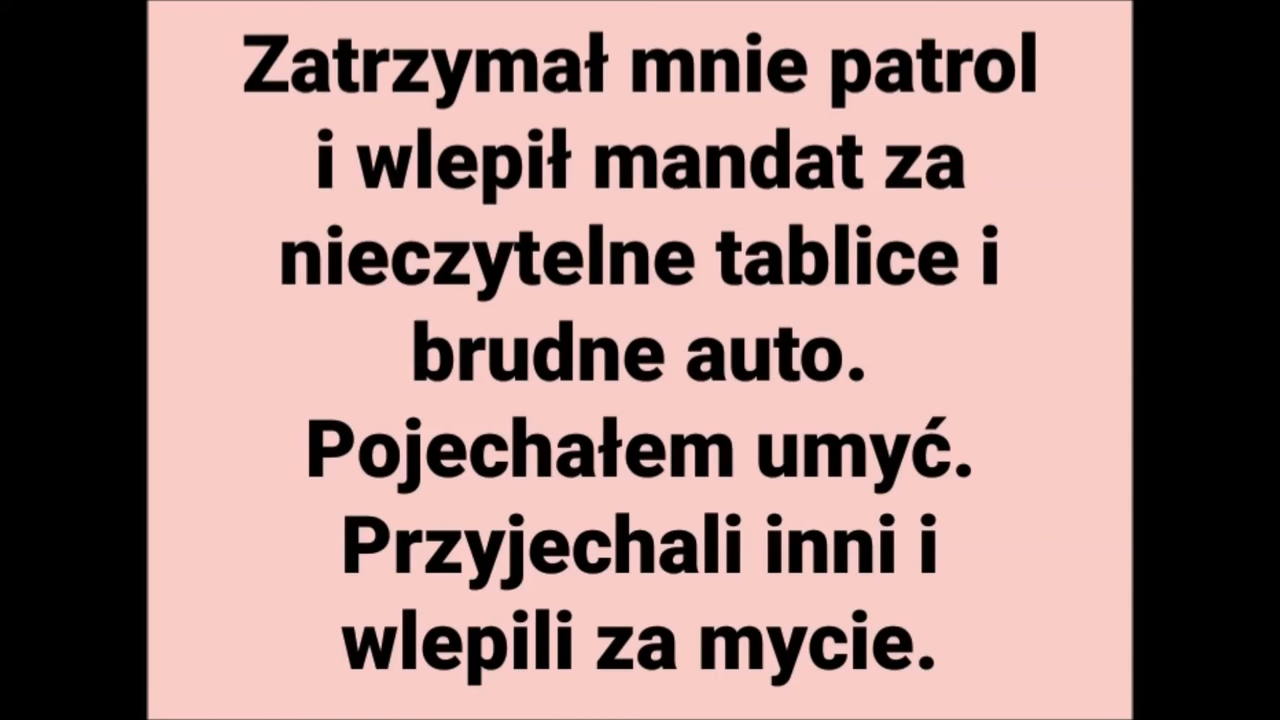 Zatrzymał mnie patrol
i wlepił mandat za
nieczytelne tablice i
brudne auto.
Pojechałem umyć.
Przyjechali inni i
wlepili za mycie.